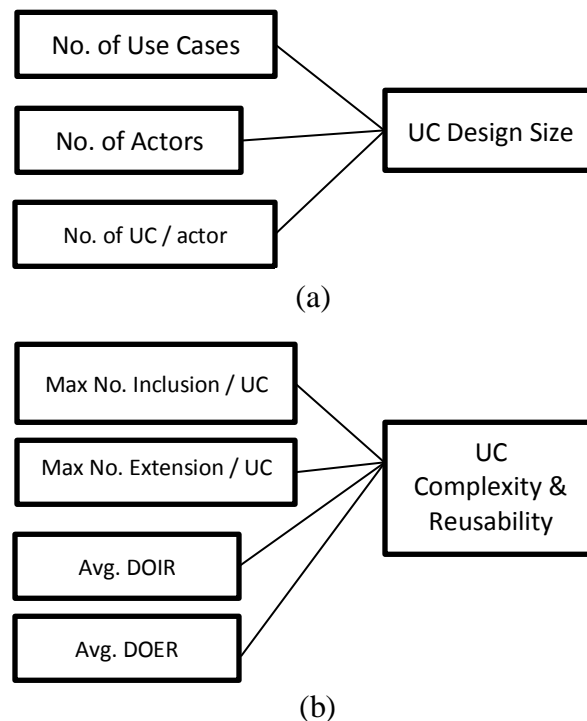 No. of Use Cases
No. of Actors
No. of UC / actor
UC Design Size
(a)
Max No. Inclusion / UC
Max No. Extension / UC
Avg. DOIR
Avg. DOER
UC
Complexity &
Reusability
(b)